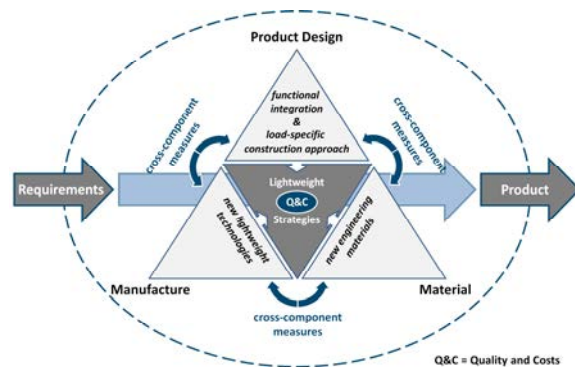 Product Design
functional
integration
&
load-specific
construction approach
cross-component
measures
cross-component
measures
Requirements
Product
Lightweight
Q&C
Strategies
new lightweight
technologies
new engineering
materials
Manufacture
Material
cross-component
measures
Q&C = Quality and Costs